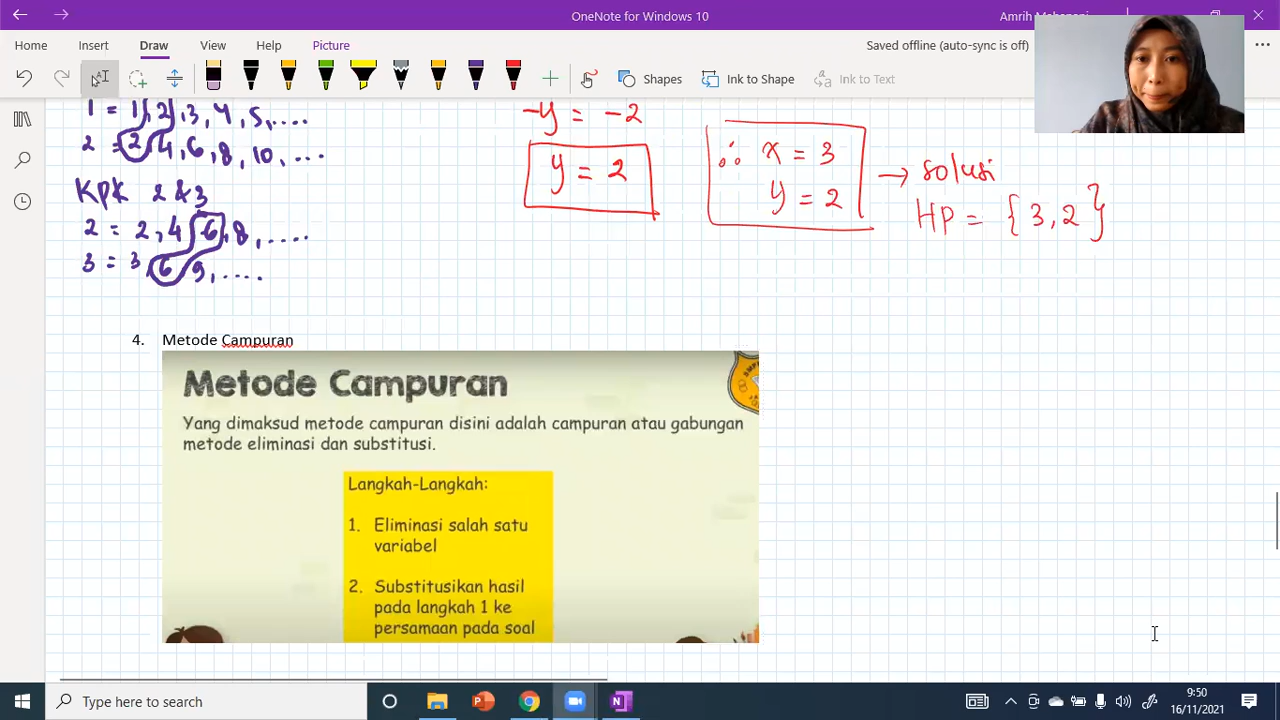 OneNote for Windows 10
Home Insert Draw View Help Picture
Saved offline (auto-sync is off)
Shapes Ink to Shape Ink to Text
1 = 1, 2, 3, 4, 5, ....
2 = 2, 4, 6, 8, 10, ...
KPK 2 & 3
2 = 2, 4, 6, 8, ....
3 = 3, 6, 9, ....
-y = -2
y = 2
∴ x = 3
y = 2
→ solusi
HP = {3,2}
4. Metode Campuran
Metode Campuran
Yang dimaksud metode campuran disini adalah campuran atau gabungan
metode eliminasi dan substitusi.
Langkah-Langkah:
1. Eliminasi salah satu
variabel
2. Substitusikan hasil
pada langkah 1 ke
persamaan pada soal
Type here to search
9:50
16/11/2021